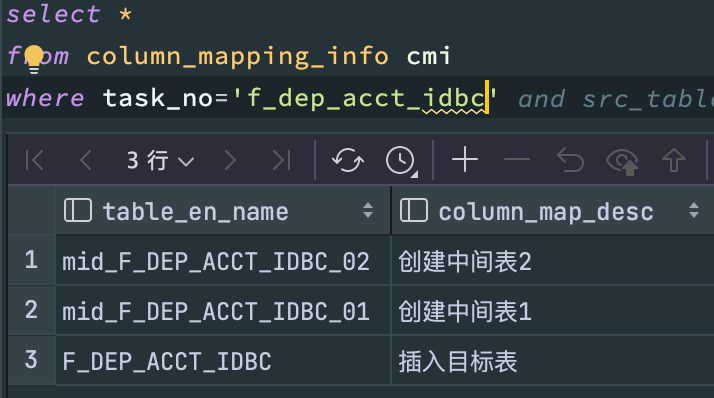 select *
from column_mapping_info cmi
where task_no='f_dep_acct_idbc' and src_table
3 行
table_en_name column_map_desc
1 mid_F_DEP_ACCT_IDBC_02 创建中间表2
2 mid_F_DEP_ACCT_IDBC_01 创建中间表1
3 F_DEP_ACCT_IDBC 插入目标表